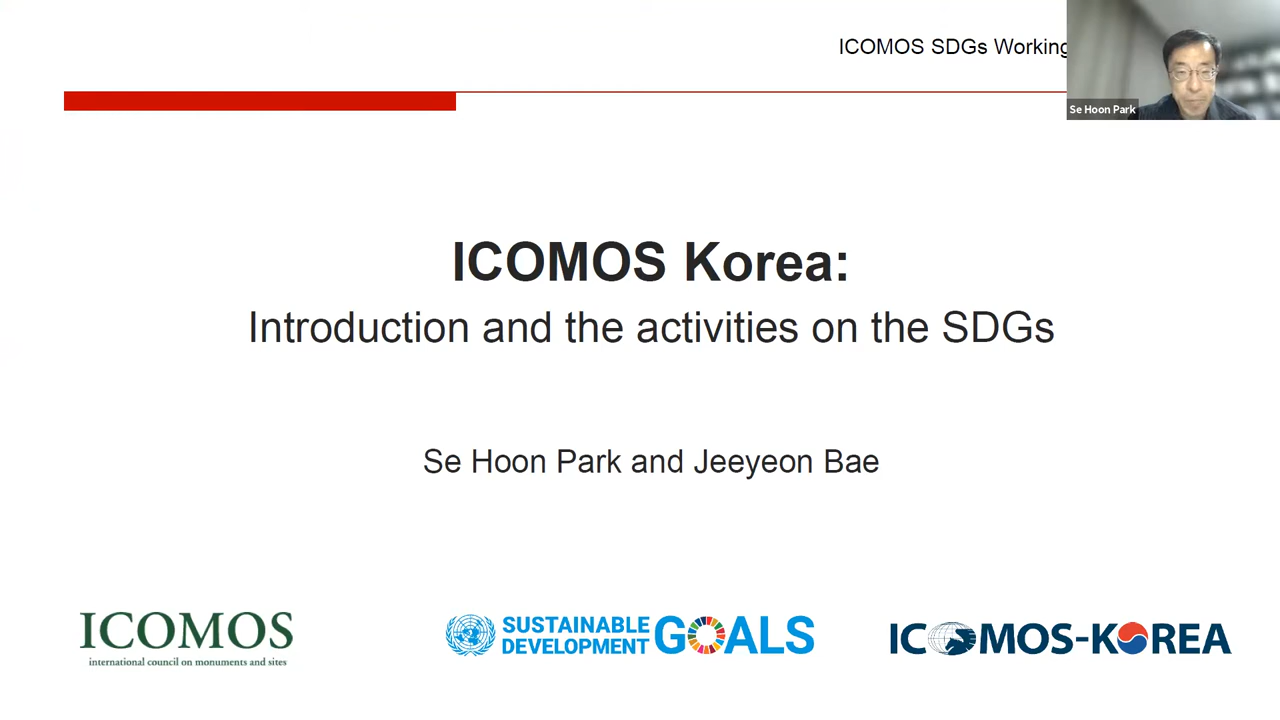 ICOMOS SDGs Working
Se Hoon Park
ICOMOS Korea:
Introduction and the activities on the SDGs
Se Hoon Park and Jeeyeon Bae
ICOMOS
international council on monuments and sites
SUSTAINABLE
DEVELOPMENT
GOALS
ICOMOS-KOREA